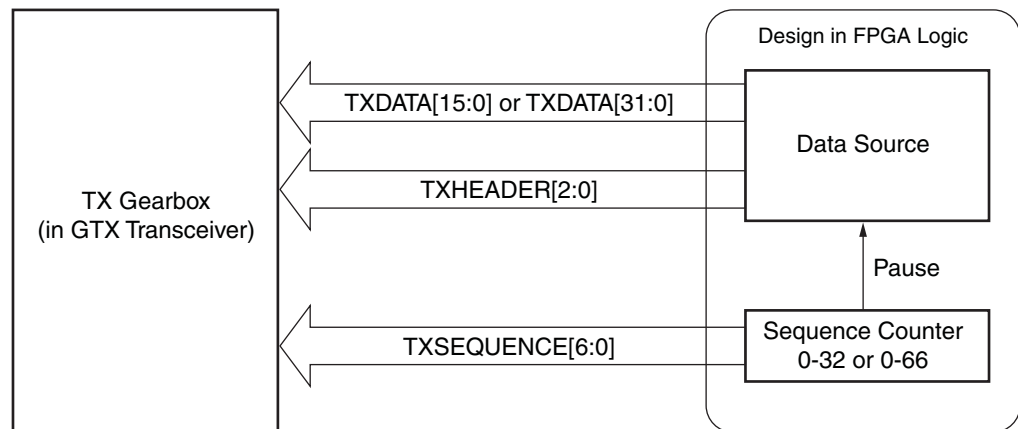 Design in FPGA Logic
TXDATA[15:0] or TXDATA[31:0]
Data Source
TX Gearbox
(in GTX Transceiver)
TXHEADER[2:0]
Pause
TXSEQUENCE[6:0]
Sequence Counter
0-32 or 0-66